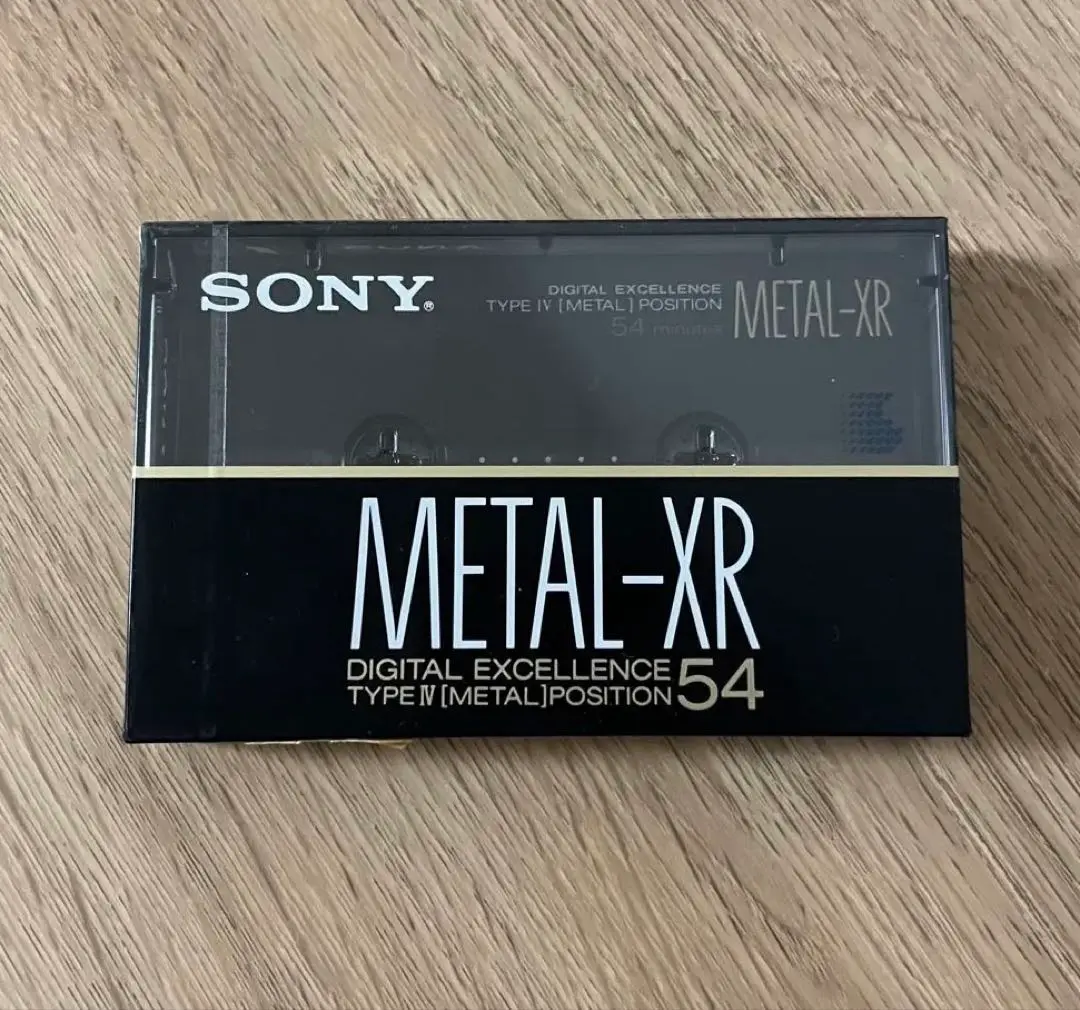 SONY®
DIGITAL EXCELLENCE
TYPE IV [METAL] POSITION
54 minutes
METAL-XR
METAL-XR
DIGITAL EXCELLENCE
TYPE IV [METAL] POSITION
54